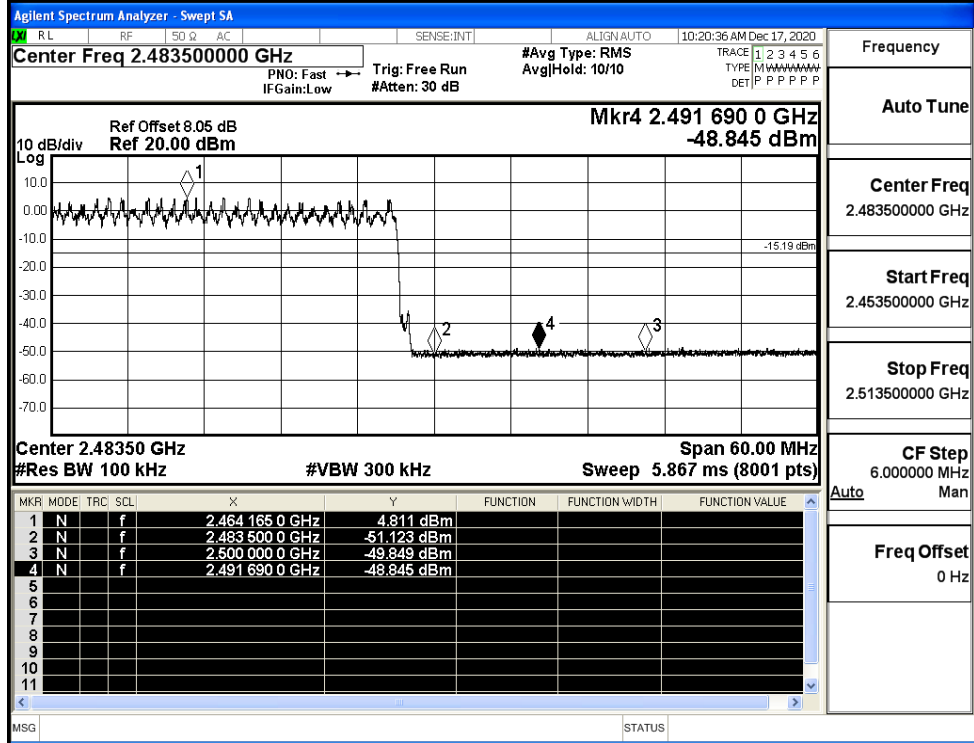 Agilent Spectrum Analyzer - Swept SA
LXI RL RF 50 Ω AC SENSE:INT ALIGNAUTO 10:20:36 AM Dec 17, 2020
Center Freq 2.483500000 GHz
PNO: Fast
IFGain:Low
Trig: Free Run
#Atten: 30 dB
#Avg Type: RMS
Avg|Hold: 10/10
TRACE 1 2 3 4 5 6
TYPE M
DET P P P P P P
Frequency
Auto Tune
Center Freq
2.483500000 GHz
Start Freq
2.453500000 GHz
Stop Freq
2.513500000 GHz
CF Step
6.000000 MHz
Auto Man
Freq Offset
0 Hz
Mkr4 2.491 690 0 GHz
-48.845 dBm
Ref Offset 8.05 dB
10 dB/div Ref 20.00 dBm
Log
10.0
0.00
-10.0
-20.0
-30.0
-40.0
-50.0
-60.0
-70.0
1
2
4
3
-15.19 dBm
Center 2.48350 GHz Span 60.00 MHz
#Res BW 100 kHz #VBW 300 kHz Sweep 5.867 ms (8001 pts)
MKR MODE TRC SCL X Y FUNCTION FUNCTION WIDTH FUNCTION VALUE
1 N f 2.464 165 0 GHz 4.811 dBm
2 N f 2.483 500 0 GHz -51.123 dBm
3 N f 2.500 000 0 GHz -49.849 dBm
4 N f 2.491 690 0 GHz -48.845 dBm
5
6
7
8
9
10
11
MSG STATUS